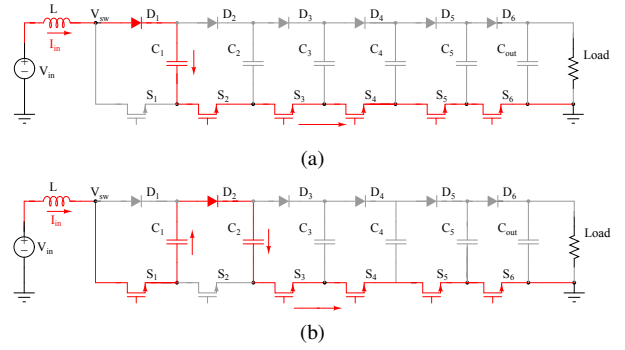 L V_sw D_1 D_2 D_3 D_4 D_5 D_6
I_in C_1 C_2 C_3 C_4 C_5 C_out Load
V_in
S_1 S_2 S_3 S_4 S_5 S_6
(a)
L V_sw D_1 D_2 D_3 D_4 D_5 D_6
I_in C_1 C_2 C_3 C_4 C_5 C_out Load
V_in
S_1 S_2 S_3 S_4 S_5 S_6
(b)